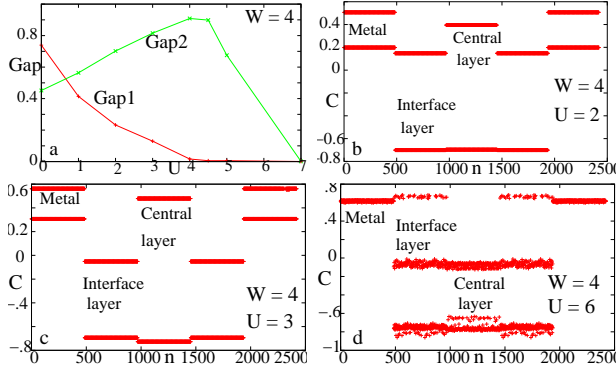 W = 4
Gap2
Gap
0.8
Gap1
0.4
a
0
U
0 1 2 3 4 5 6 7
0.4
Metal
Central
layer
0.2
0
C
W = 4
Interface
layer
U = 2
-0.6
b
-0.8
0 500 1000 n 1500 2000 2500
0.6
Metal
Central
layer
0.2
C
Interface
layer
-.4
W = 4
U = 3
c
-.8
0 500 1000 n 1500 2000 2500
.8
Metal
.4
Interface
layer
C
0
Central
layer
W = 4
U = 6
-.6
d
-1
0 500 1000 n 1500 2000 2500